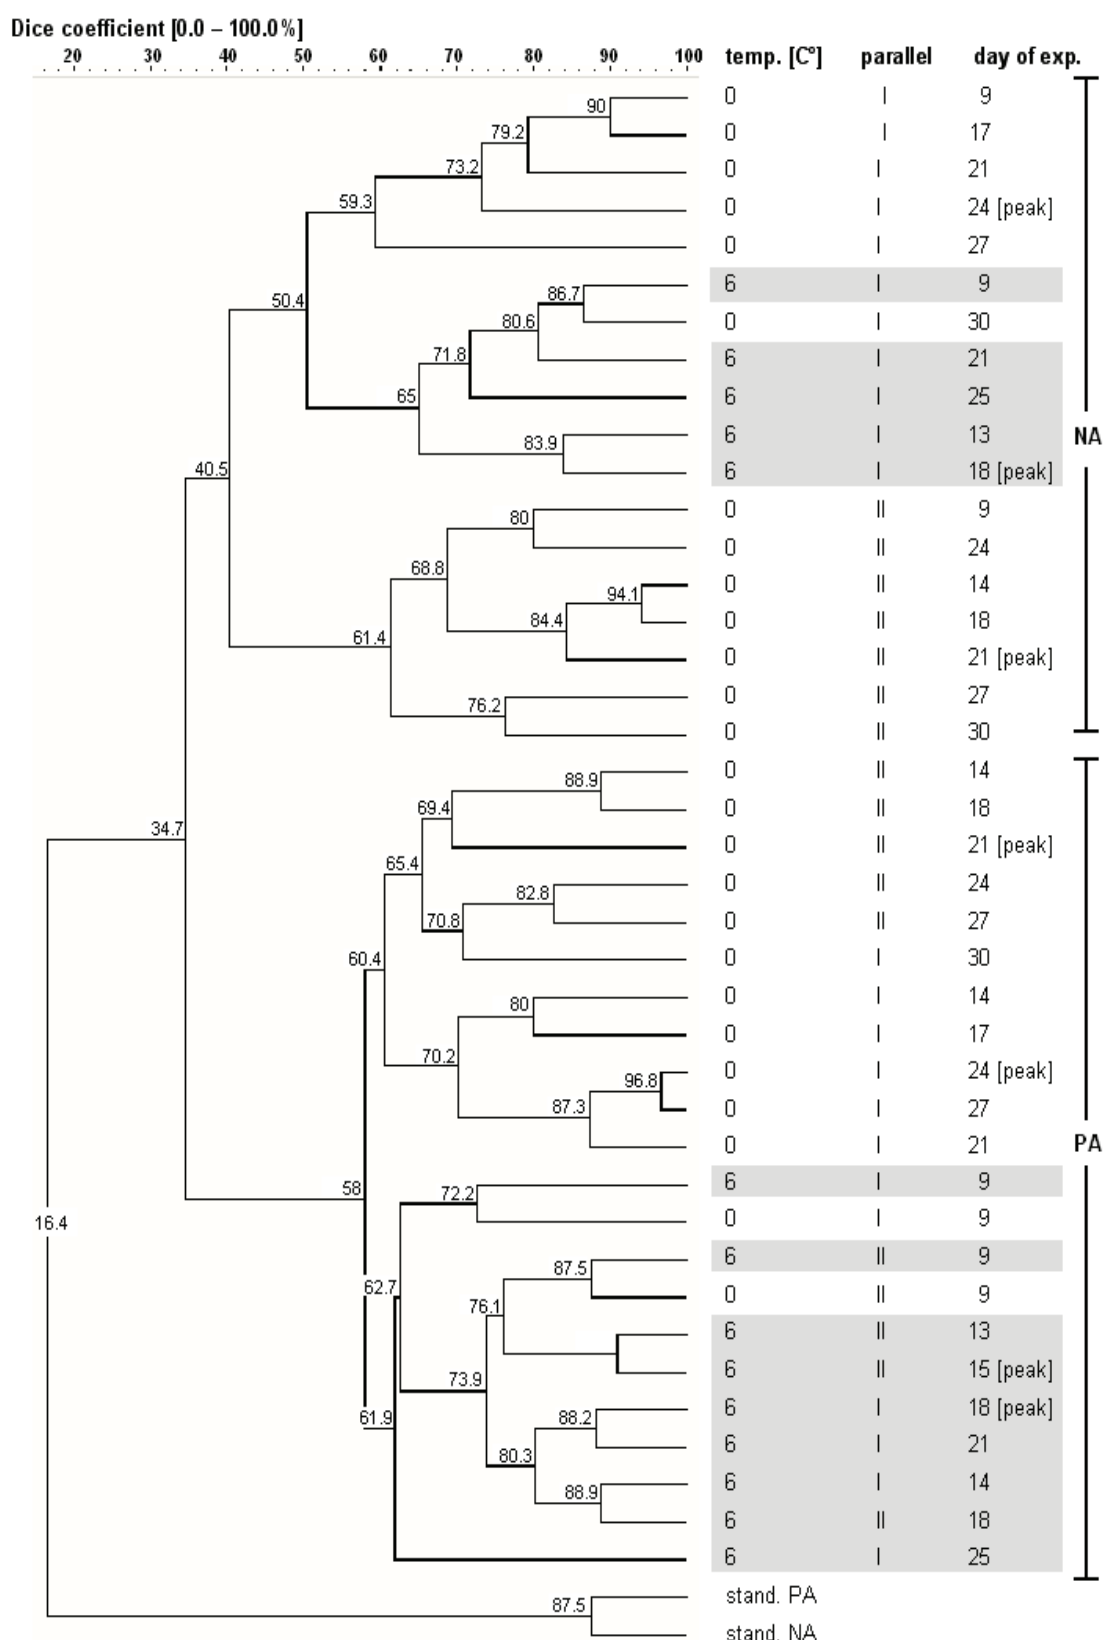 Dice coefficient [0.0 – 100.0%]
20 30 40 50 60 70 80 90 100 temp. [C°] parallel day of exp.
0 I 9
90
0 I 17
79.2
73.2
0 I 21
59.3
0 I 24 [peak]
0 I 27
6 I 9
86.7
50.4
0 I 30
80.6
71.8
6 I 21
65
6 I 25
0 6 I 13
83.9
NA
40.5
6 I 18 [peak]
0 II 9
80
0 II 24
68.8
0 II 14
94.1
84.4
0 II 18
61.4
0 II 21 [peak]
0 II 27
76.2
0 II 30
0 II 14
88.9
69.4
0 II 18
34.7
0 II 21 [peak]
65.4
0 II 24
82.8
70.8
0 II 27
60.4
0 I 30
0 I 14
80
0 I 17
70.2
0 I 24 [peak]
96.8
87.3
0 I 27
0 I 21
PA
6 I 9
58
72.2
16.4
0 I 9
6 II 9
87.5
62.7
0 II 9
76.1
6 II 13
73.9
6 II 15 [peak]
6 I 18 [peak]
61.9
88.2
6 I 21
80.3
6 I 14
88.9
6 II 18
6 I 25
stand. PA
87.5
stand. NA